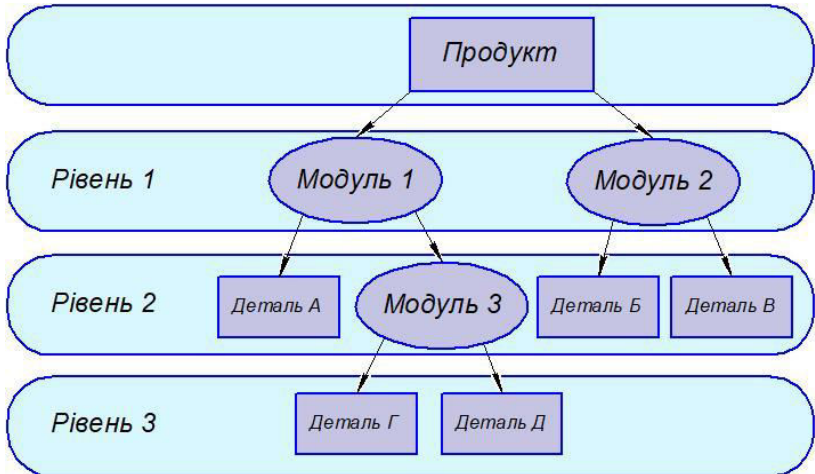 Продукт
Рівень 1
Модуль 1
Модуль 2
Рівень 2
Деталь А
Модуль 3
Деталь Б
Деталь В
Рівень 3
Деталь Г
Деталь Д